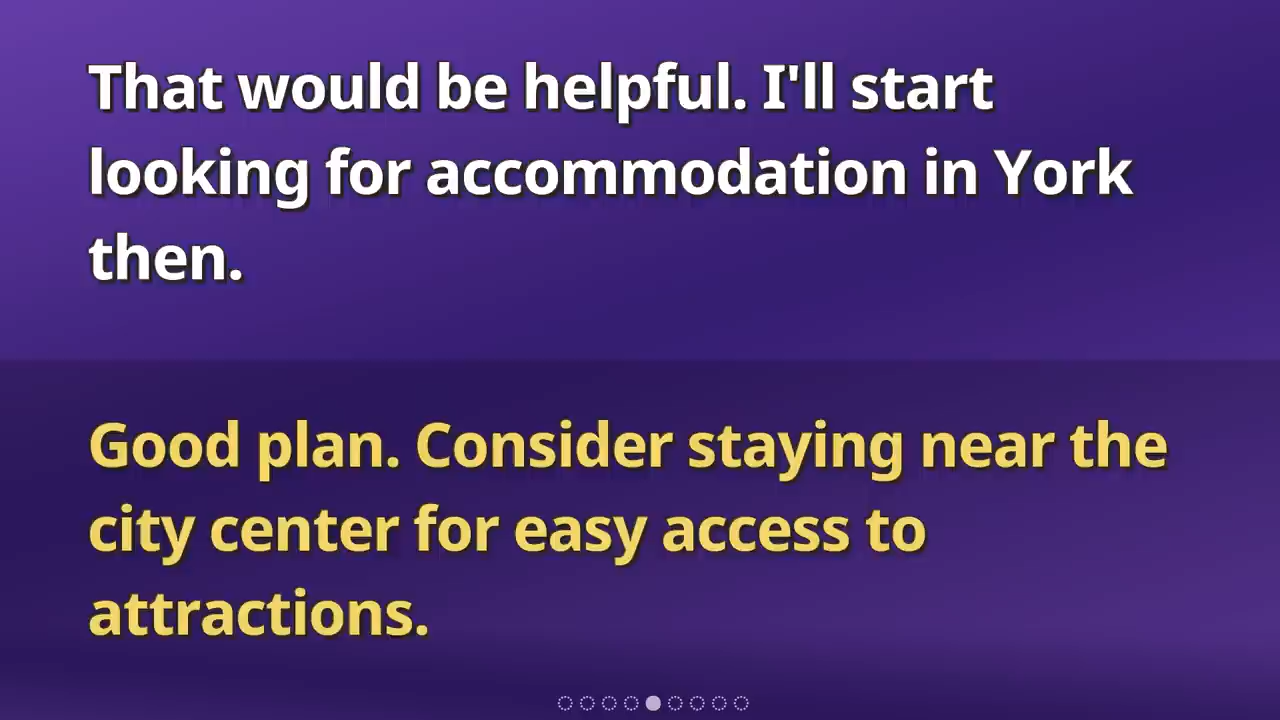 That would be helpful. I'll start
looking for accommodation in York
then.
Good plan. Consider staying near the
city center for easy access to
attractions.